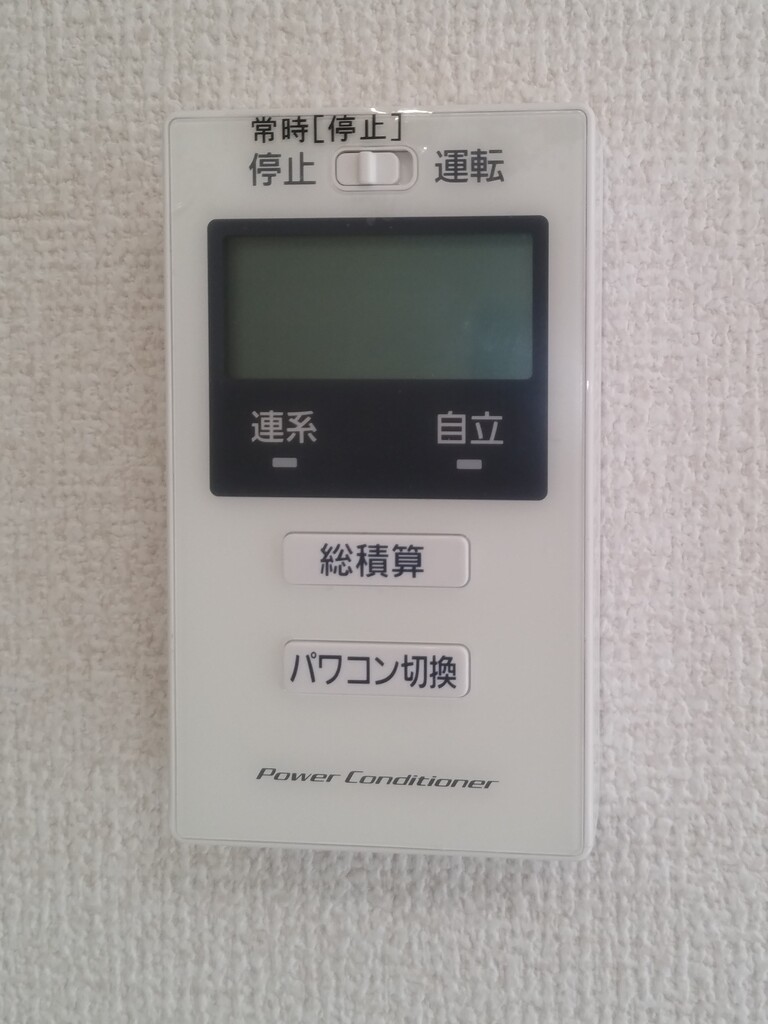 常時[停止]
停止 運転
連系 自立
総積算
パワコン切換
Power Conditioner